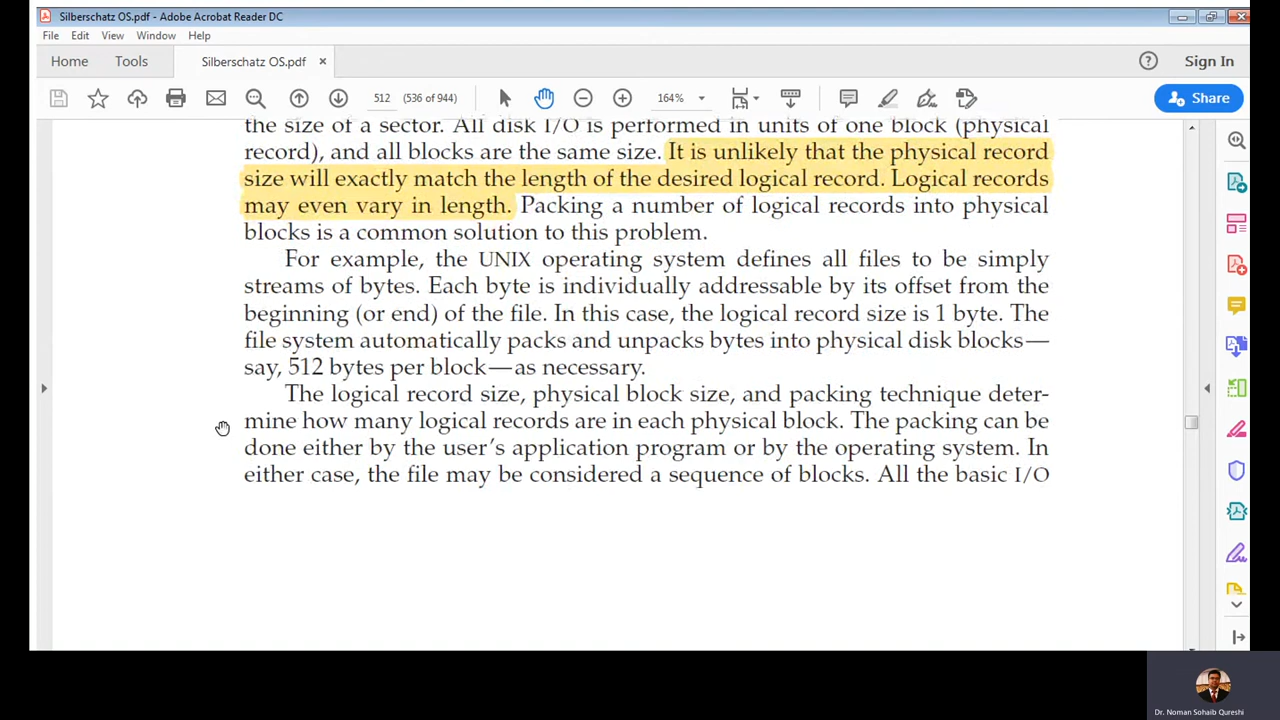 Silberschatz OS.pdf - Adobe Acrobat Reader DC
File Edit View Window Help
Home Tools Silberschatz OS.pdf × Sign In
512 (536 of 944) 164% Share
the size of a sector. All disk I/O is performed in units of one block (physical
record), and all blocks are the same size. It is unlikely that the physical record
size will exactly match the length of the desired logical record. Logical records
may even vary in length. Packing a number of logical records into physical
blocks is a common solution to this problem.
For example, the UNIX operating system defines all files to be simply
streams of bytes. Each byte is individually addressable by its offset from the
beginning (or end) of the file. In this case, the logical record size is 1 byte. The
file system automatically packs and unpacks bytes into physical disk blocks—
say, 512 bytes per block—as necessary.
The logical record size, physical block size, and packing technique deter-
mine how many logical records are in each physical block. The packing can be
done either by the user's application program or by the operating system. In
either case, the file may be considered a sequence of blocks. All the basic I/O
Dr. Noman Sohaib Qureshi